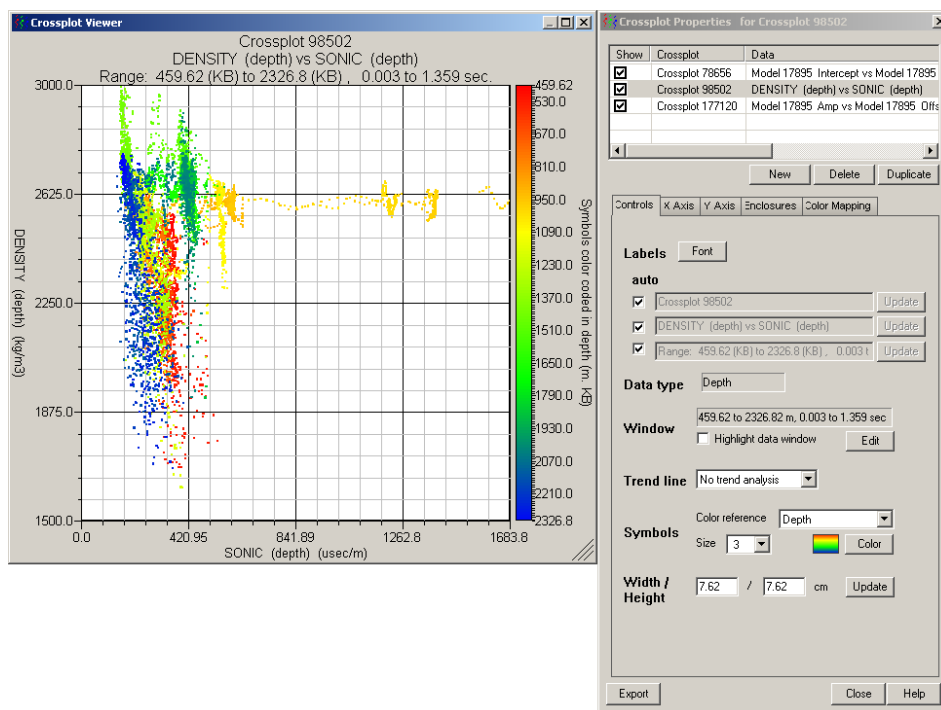 Crossplot Viewer
Crossplot 98502
DENSITY (depth) vs SONIC (depth)
Range: 459.62 (KB) to 2326.8 (KB) , 0.003 to 1.359 sec.
3000.0
2625.0
2250.0
1875.0
1500.0
DENSITY (depth) (kg/m3)
0.0
420.95
841.89
1262.8
1683.8
SONIC (depth) (usec/m)
459.62
530.0
670.0
810.0
950.0
1090.0
1230.0
1370.0
1510.0
1650.0
1790.0
1930.0
2070.0
2210.0
2326.8
Symbols color coded in depth (m. KB)
Crossplot Properties for Crossplot 98502
Show Crossplot Data
Crossplot 78656 Model 17895 Intercept vs Model 17895
Crossplot 98502 DENSITY (depth) vs SONIC (depth)
Crossplot 177120 Model 17895 Amp vs Model 17895 Offs
New Delete Duplicate
Controls X Axis Y Axis Enclosures Color Mapping
Labels Font
auto
Crossplot 98502 Update
DENSITY (depth) vs SONIC (depth) Update
Range: 459.62 (KB) to 2326.8 (KB) , 0.003 t Update
Data type Depth
Window 459.62 to 2326.82 m, 0.003 to 1.359 sec
Highlight data window Edit
Trend line No trend analysis
Symbols Color reference Depth
Size 3 Color
Width / Height 7.62 / 7.62 cm Update
Export Close Help